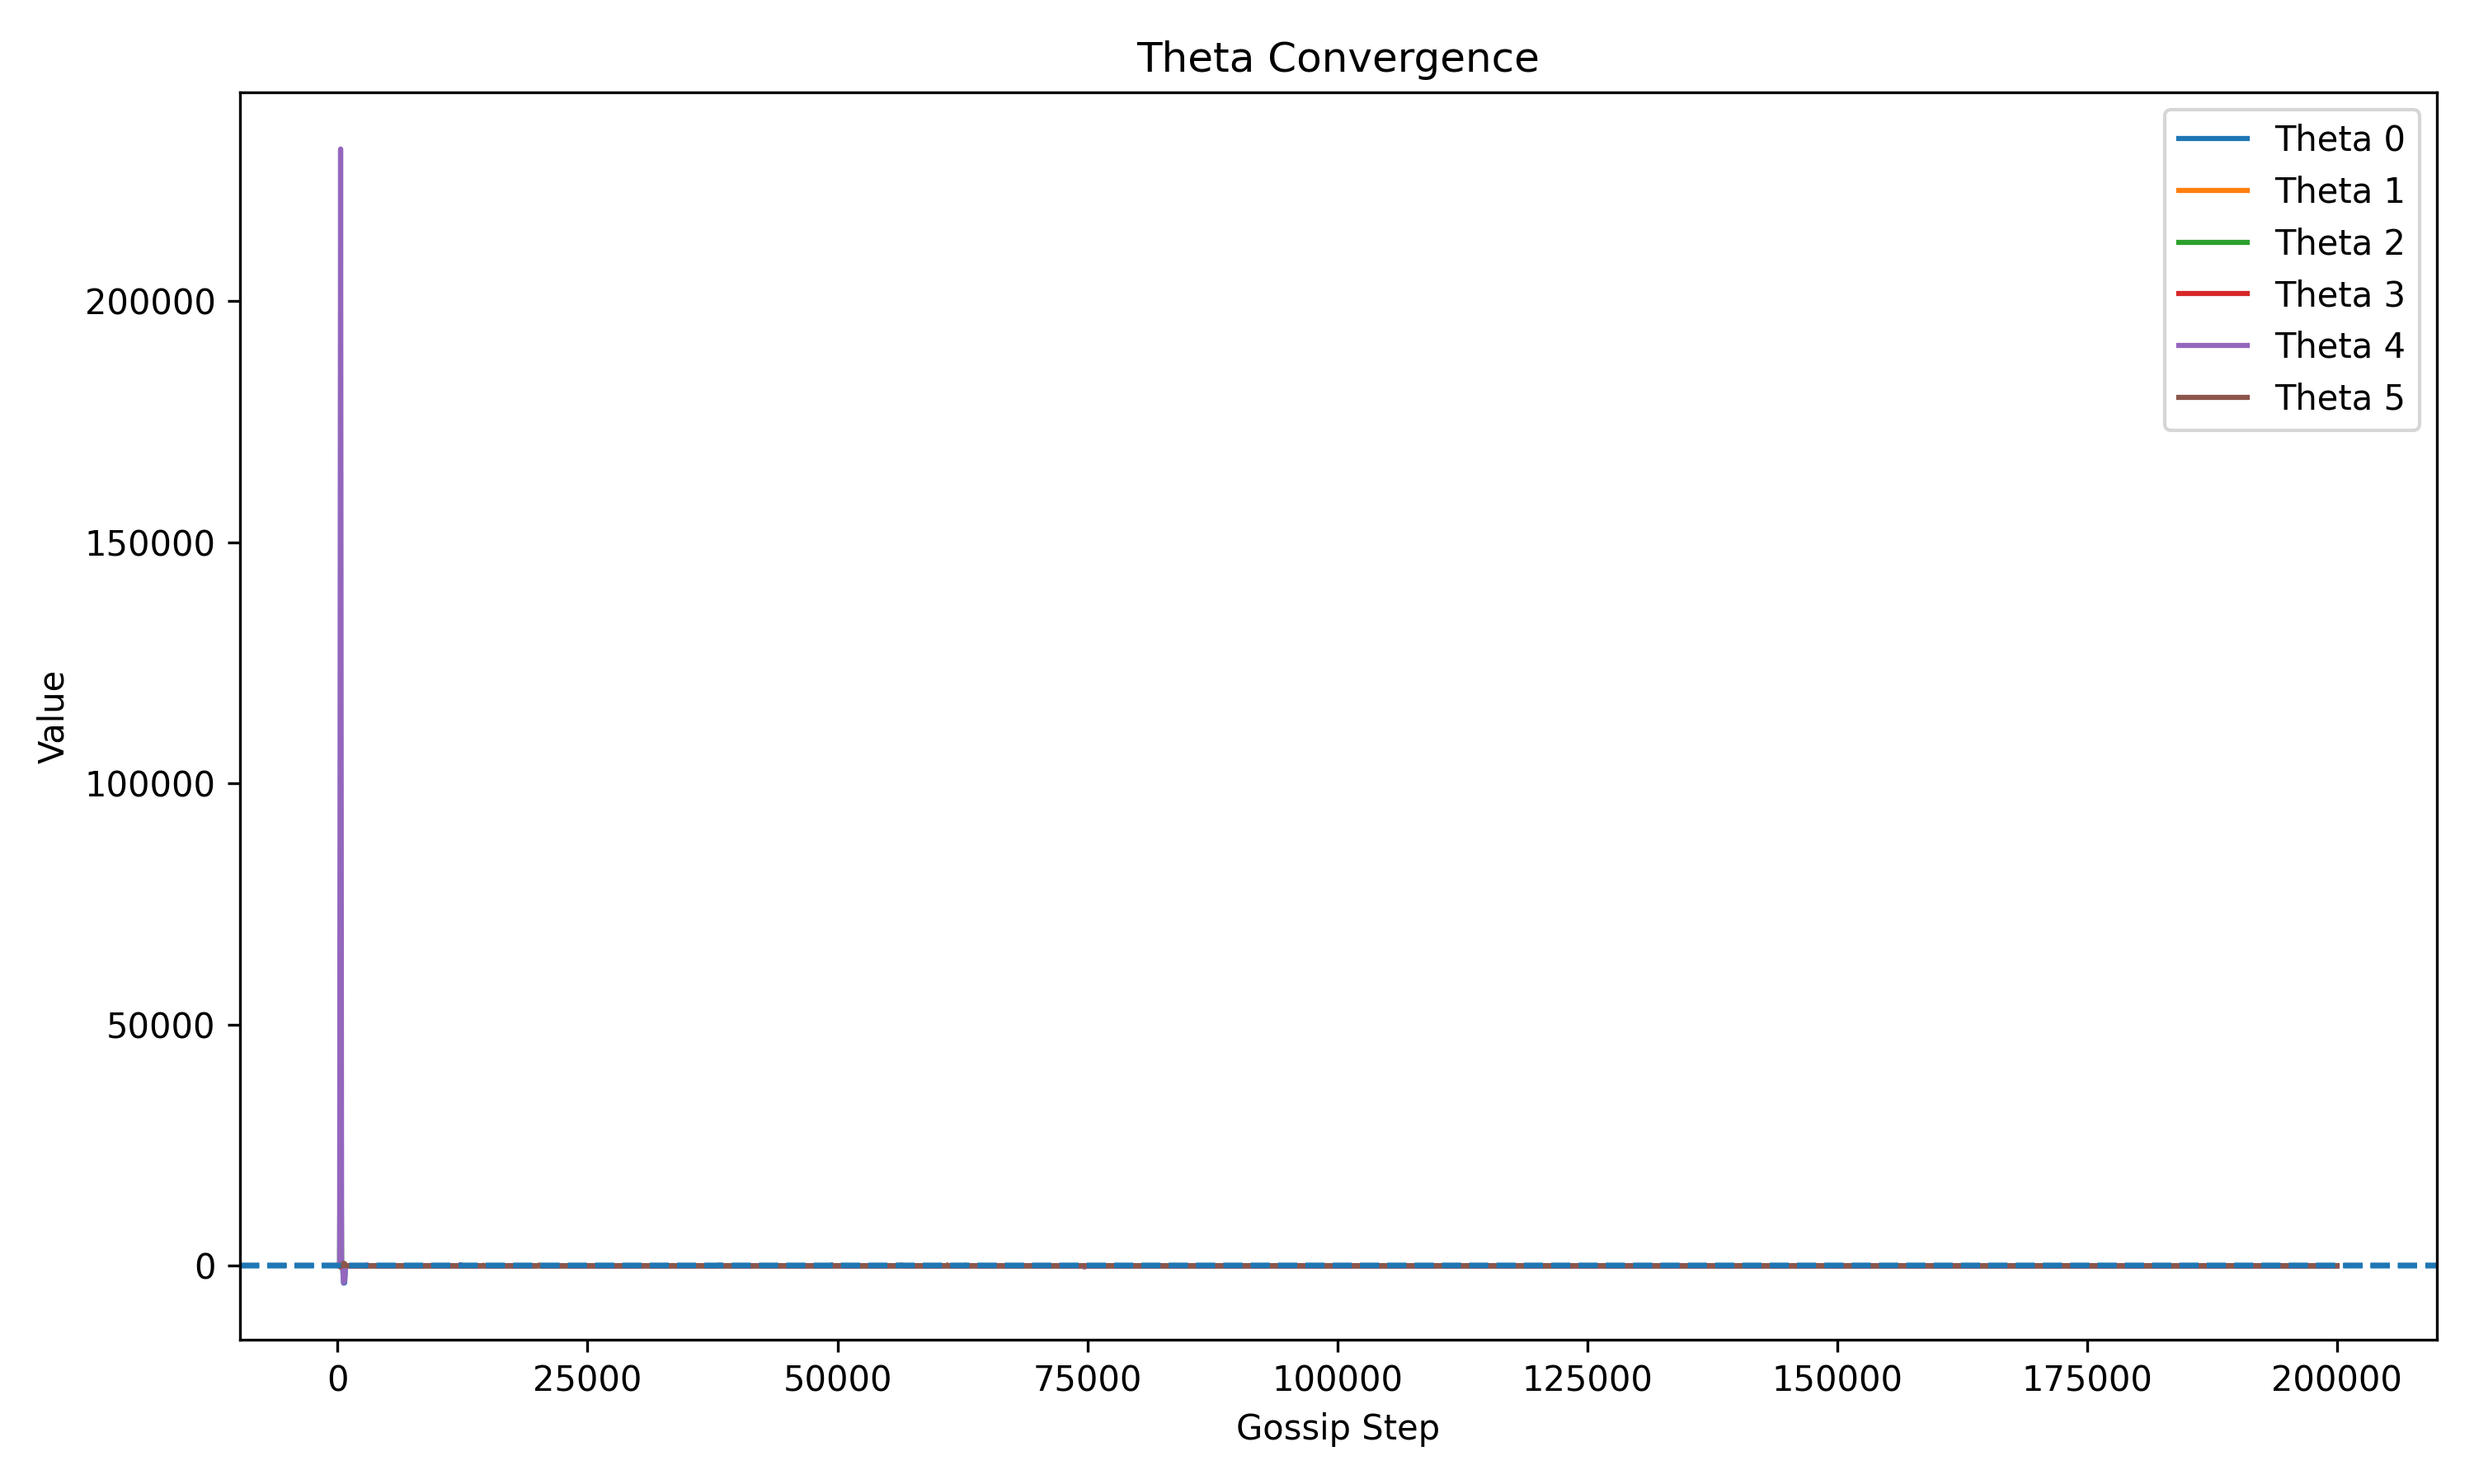 Theta Convergence
Theta 0
Theta 1
Theta 2
Theta 3
Theta 4
Theta 5
Value
200000
150000
100000
50000
0
0 25000 50000 75000 100000 125000 150000 175000 200000
Gossip Step